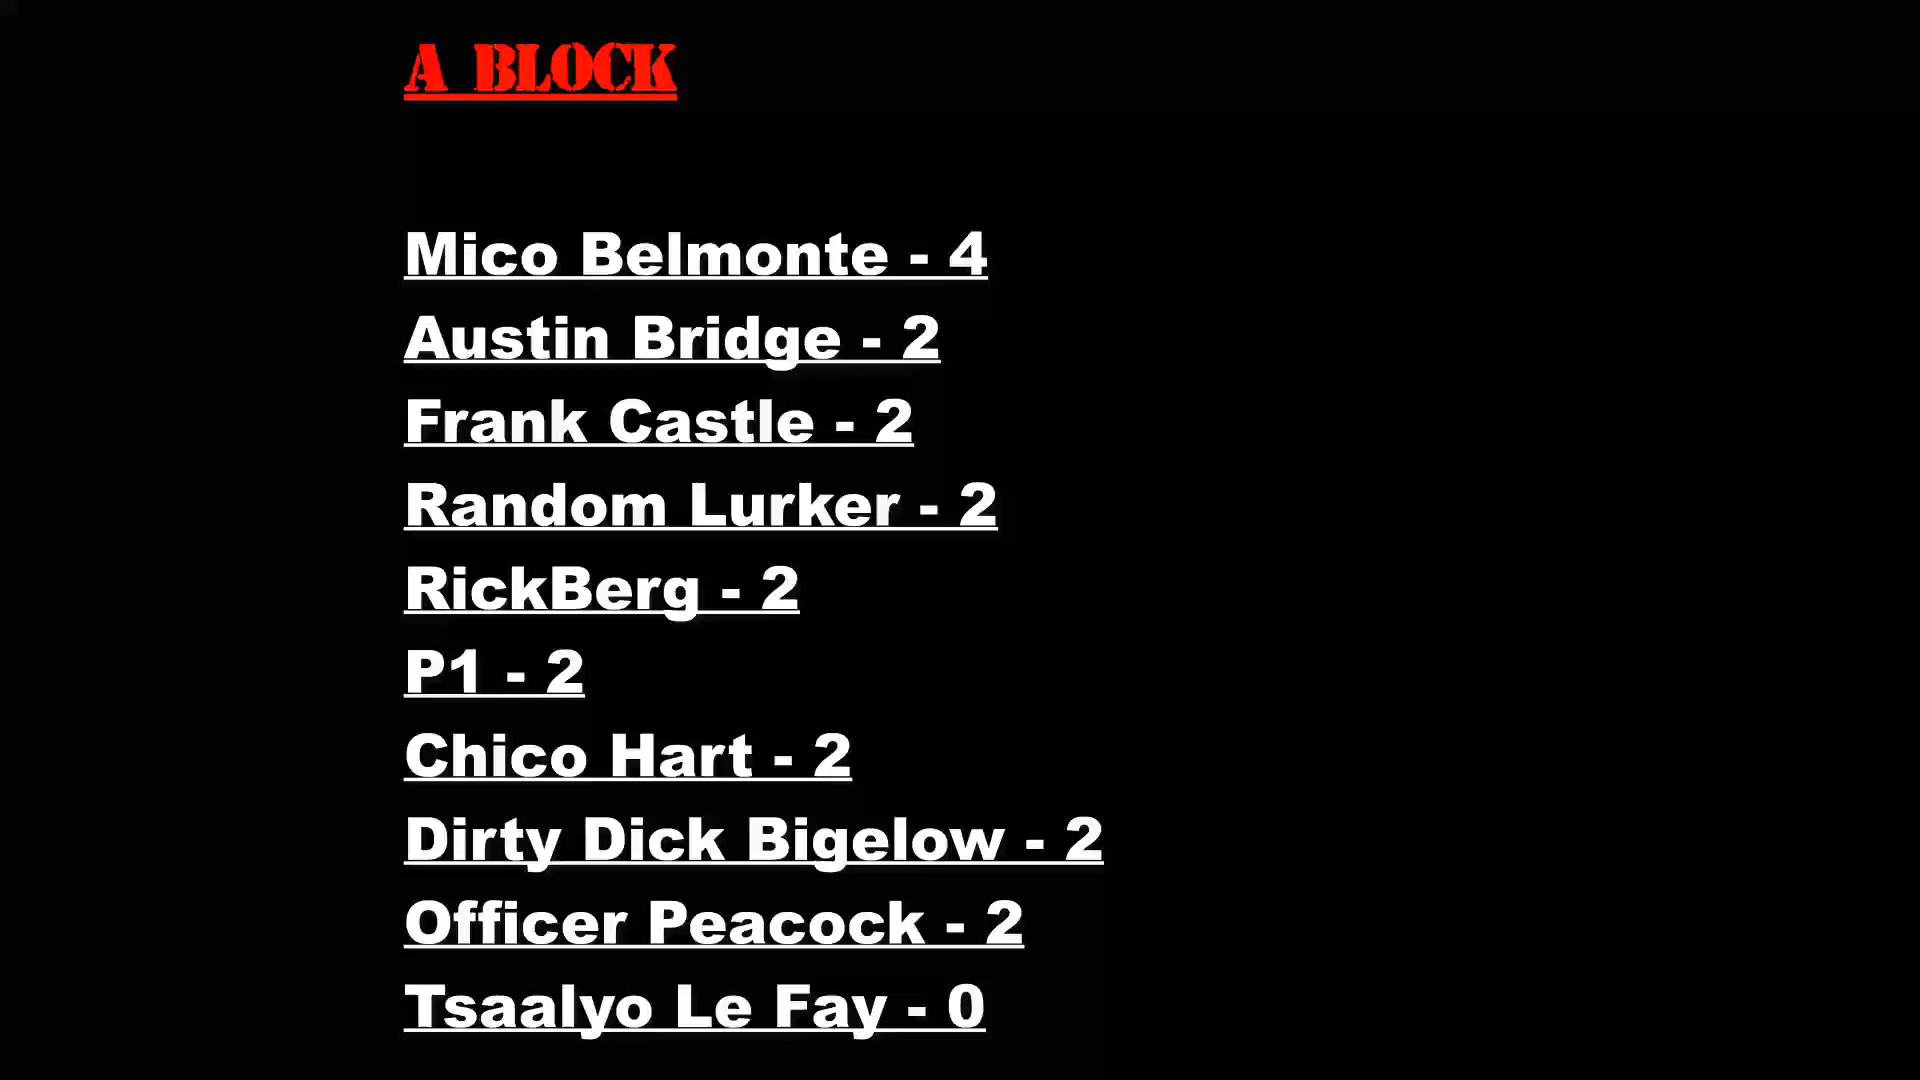 A BLOCK
Mico Belmonte - 4
Austin Bridge - 2
Frank Castle - 2
Random Lurker - 2
RickBerg - 2
P1 - 2
Chico Hart - 2
Dirty Dick Bigelow - 2
Officer Peacock - 2
Tsaalyo Le Fay - 0